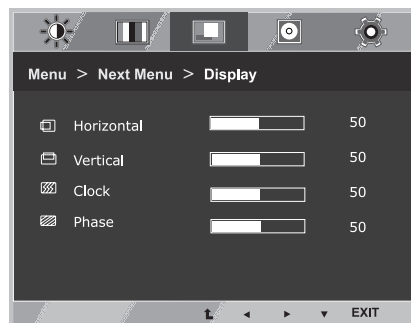 Menu > Next Menu > Display
Horizontal 50
Vertical 50
Clock 50
Phase 50
EXIT